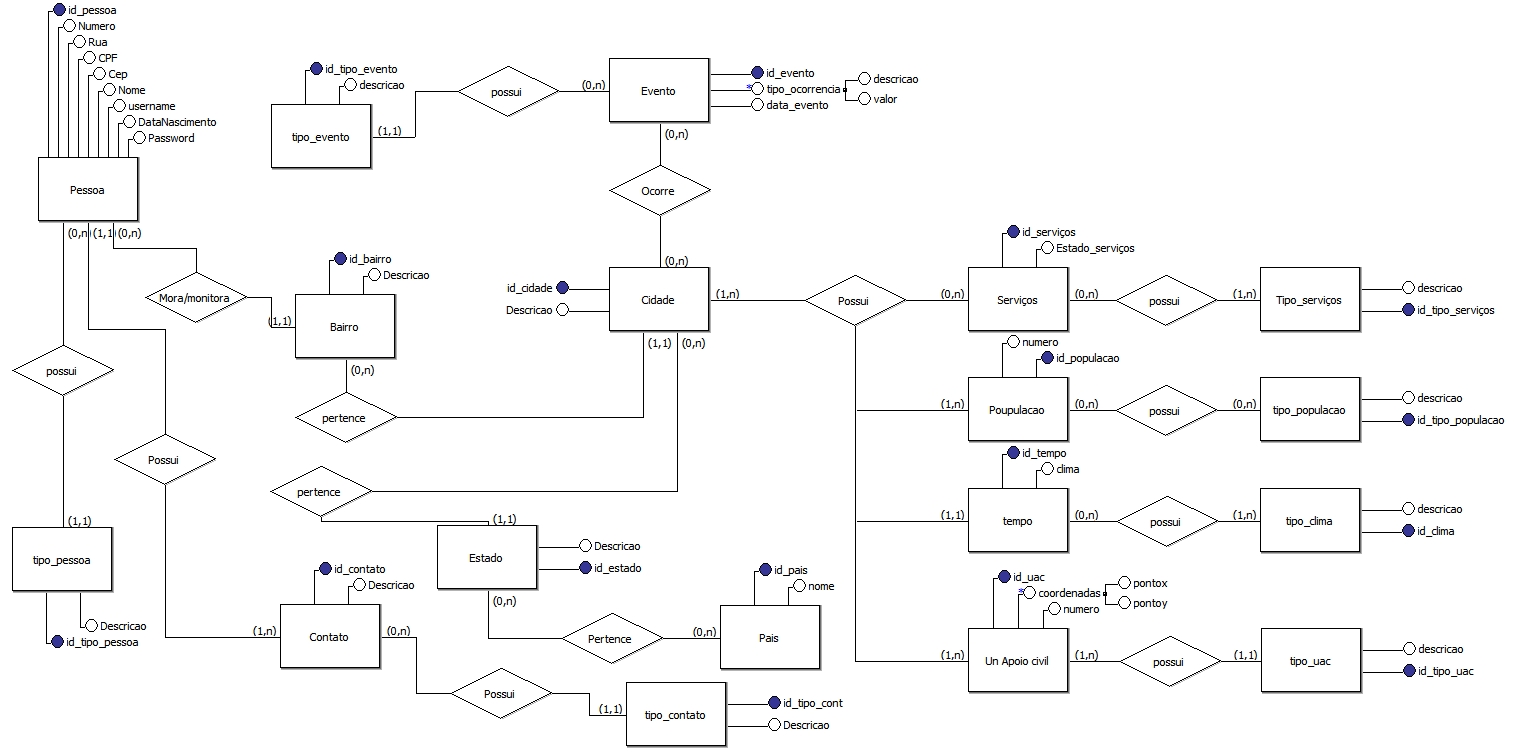 id_pessoa
Numero
Rua
CPF
Cep
Nome
username
DataNascimento
Password
Pessoa
(0,n) (1,1) (0,n)
id_tipo_evento
descricao
tipo_evento
(1,1)
possui
(0,n)
Evento
id_evento
*tipo_ocorrencia
descricao
valor
data_evento
(0,n)
Ocorre
(0,n)
Mora/monitora
(1,1)
id_bairro
Descricao
Bairro
(0,n)
pertence
id_cidade
Descricao
Cidade
(1,n)
(1,1) (0,n)
Possui
id_serviços
Estado_serviços
(0,n)
Serviços
(0,n)
possui
(1,n)
Tipo_serviços
descricao
id_tipo_serviços
numero
id_populacao
(1,n)
Poupulacao
(0,n)
possui
(0,n)
tipo_populacao
descricao
id_tipo_populacao
id_tempo
clima
(1,1)
tempo
(0,n)
possui
(1,n)
tipo_clima
descricao
id_clima
id_uac
*coordenadas
pontox
pontoy
numero
(1,n)
Un Apoio civil
(1,n)
possui
(1,1)
tipo_uac
descricao
id_tipo_uac
possui
(1,1)
tipo_pessoa
Descricao
id_tipo_pessoa
Possui
pertence
(1,1)
Estado
Descricao
id_estado
(0,n)
Pertence
(0,n)
id_pais
nome
Pais
id_contato
Descricao
(1,n)
Contato
(0,n)
Possui
(1,1)
tipo_contato
id_tipo_cont
Descricao